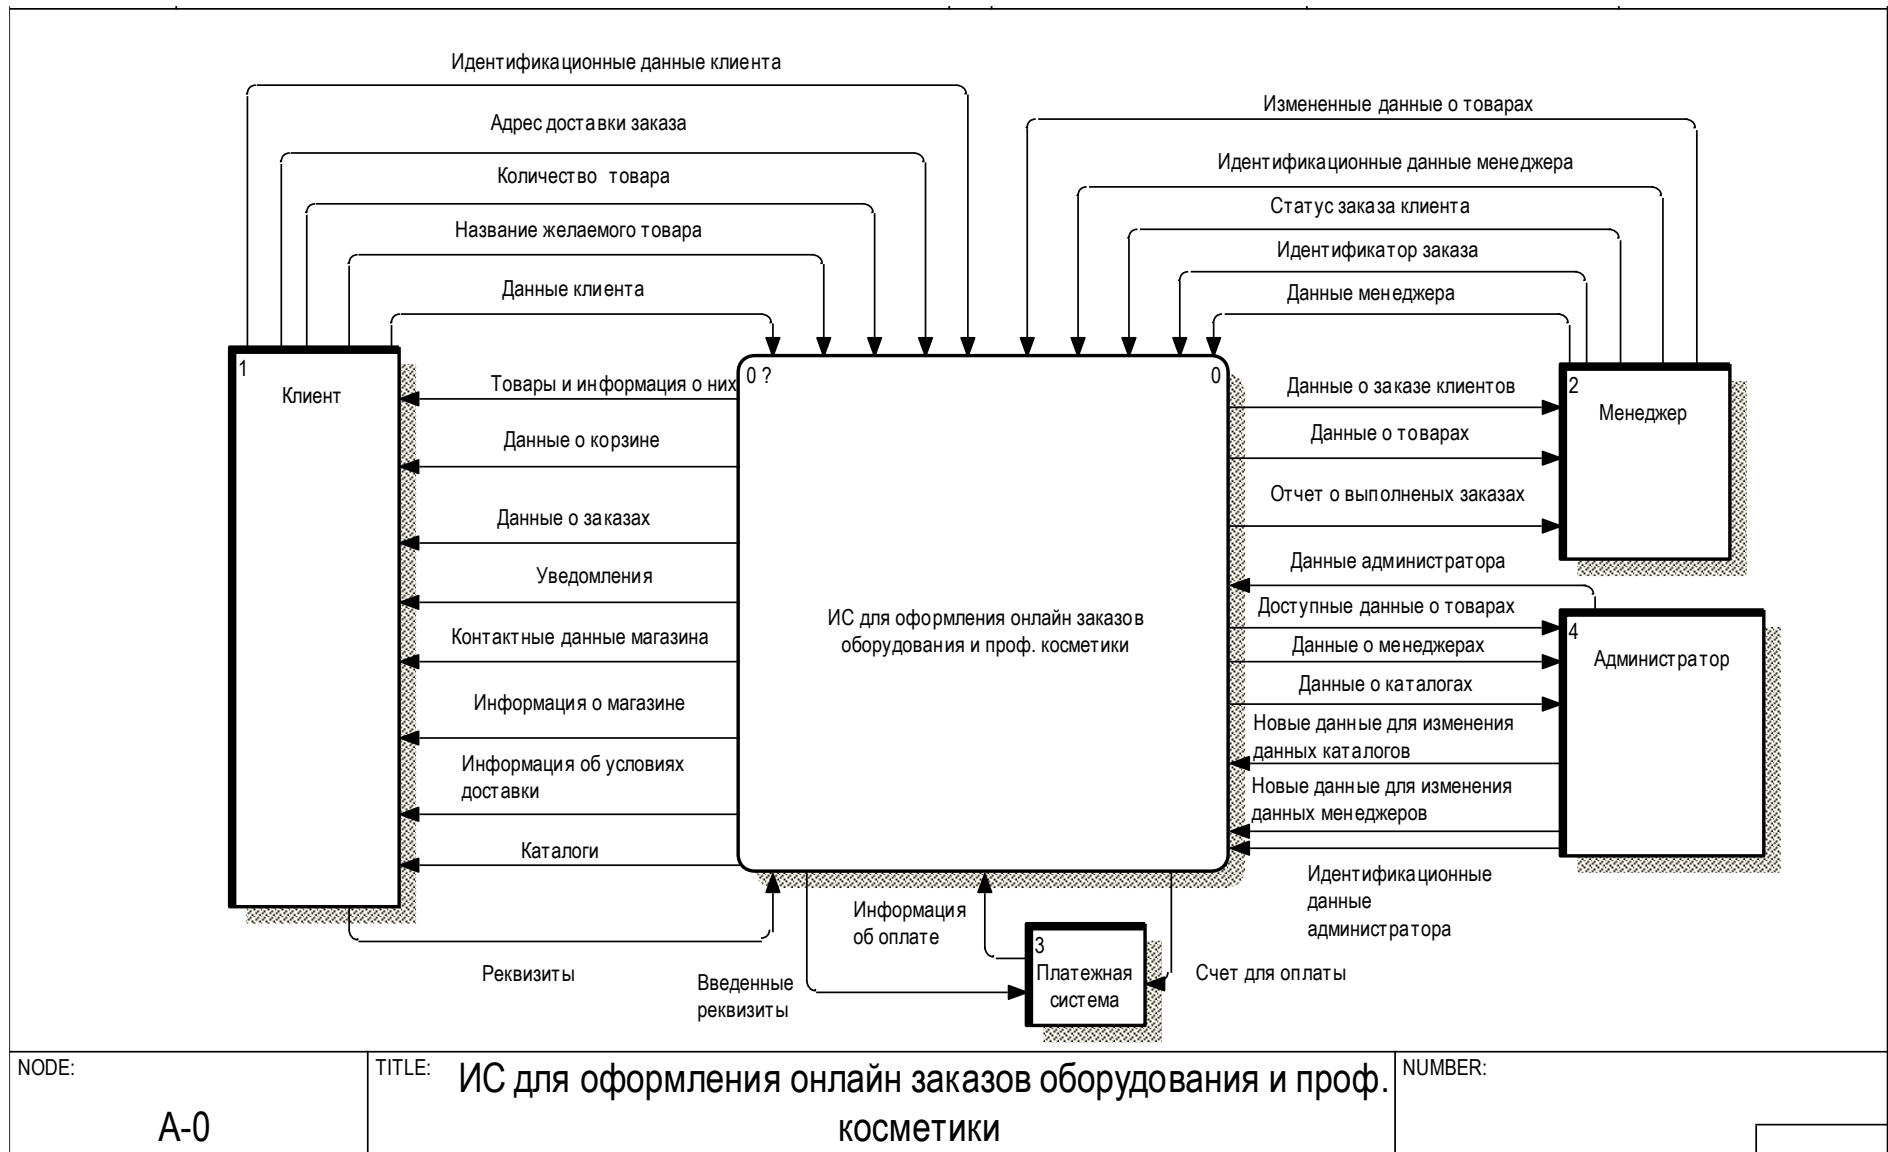 Идентификационные данные клиента
Адрес доставки заказа
Количество товара
Название желаемого товара
Данные клиента
Измененные данные о товарах
Идентификационные данные менеджера
Статус заказа клиента
Идентификатор заказа
Данные менеджера
1
Клиент
Товары и информация о них
Данные о корзине
Данные о заказах
Уведомления
Контактные данные магазина
Информация о магазине
Информация об условиях
доставки
Каталоги
0 ?
0
ИС для оформления онлайн заказов
оборудования и проф. косметики
Данные о заказе клиентов
Данные о товарах
Отчет о выполненых заказах
2
Менеджер
Данные администратора
Доступные данные о товарах
Данные о менеджерах
Данные о каталогах
Новые данные для изменения
данных каталогов
Новые данные для изменения
данных менеджеров
Идентификационные
данные
администратора
4
Администратор
Реквизиты
Введенные
реквизиты
Информация
об оплате
3
Платежная
система
Счет для оплаты
NODE:
A-0
TITLE:
ИС для оформления онлайн заказов оборудования и проф.
косметики
NUMBER: